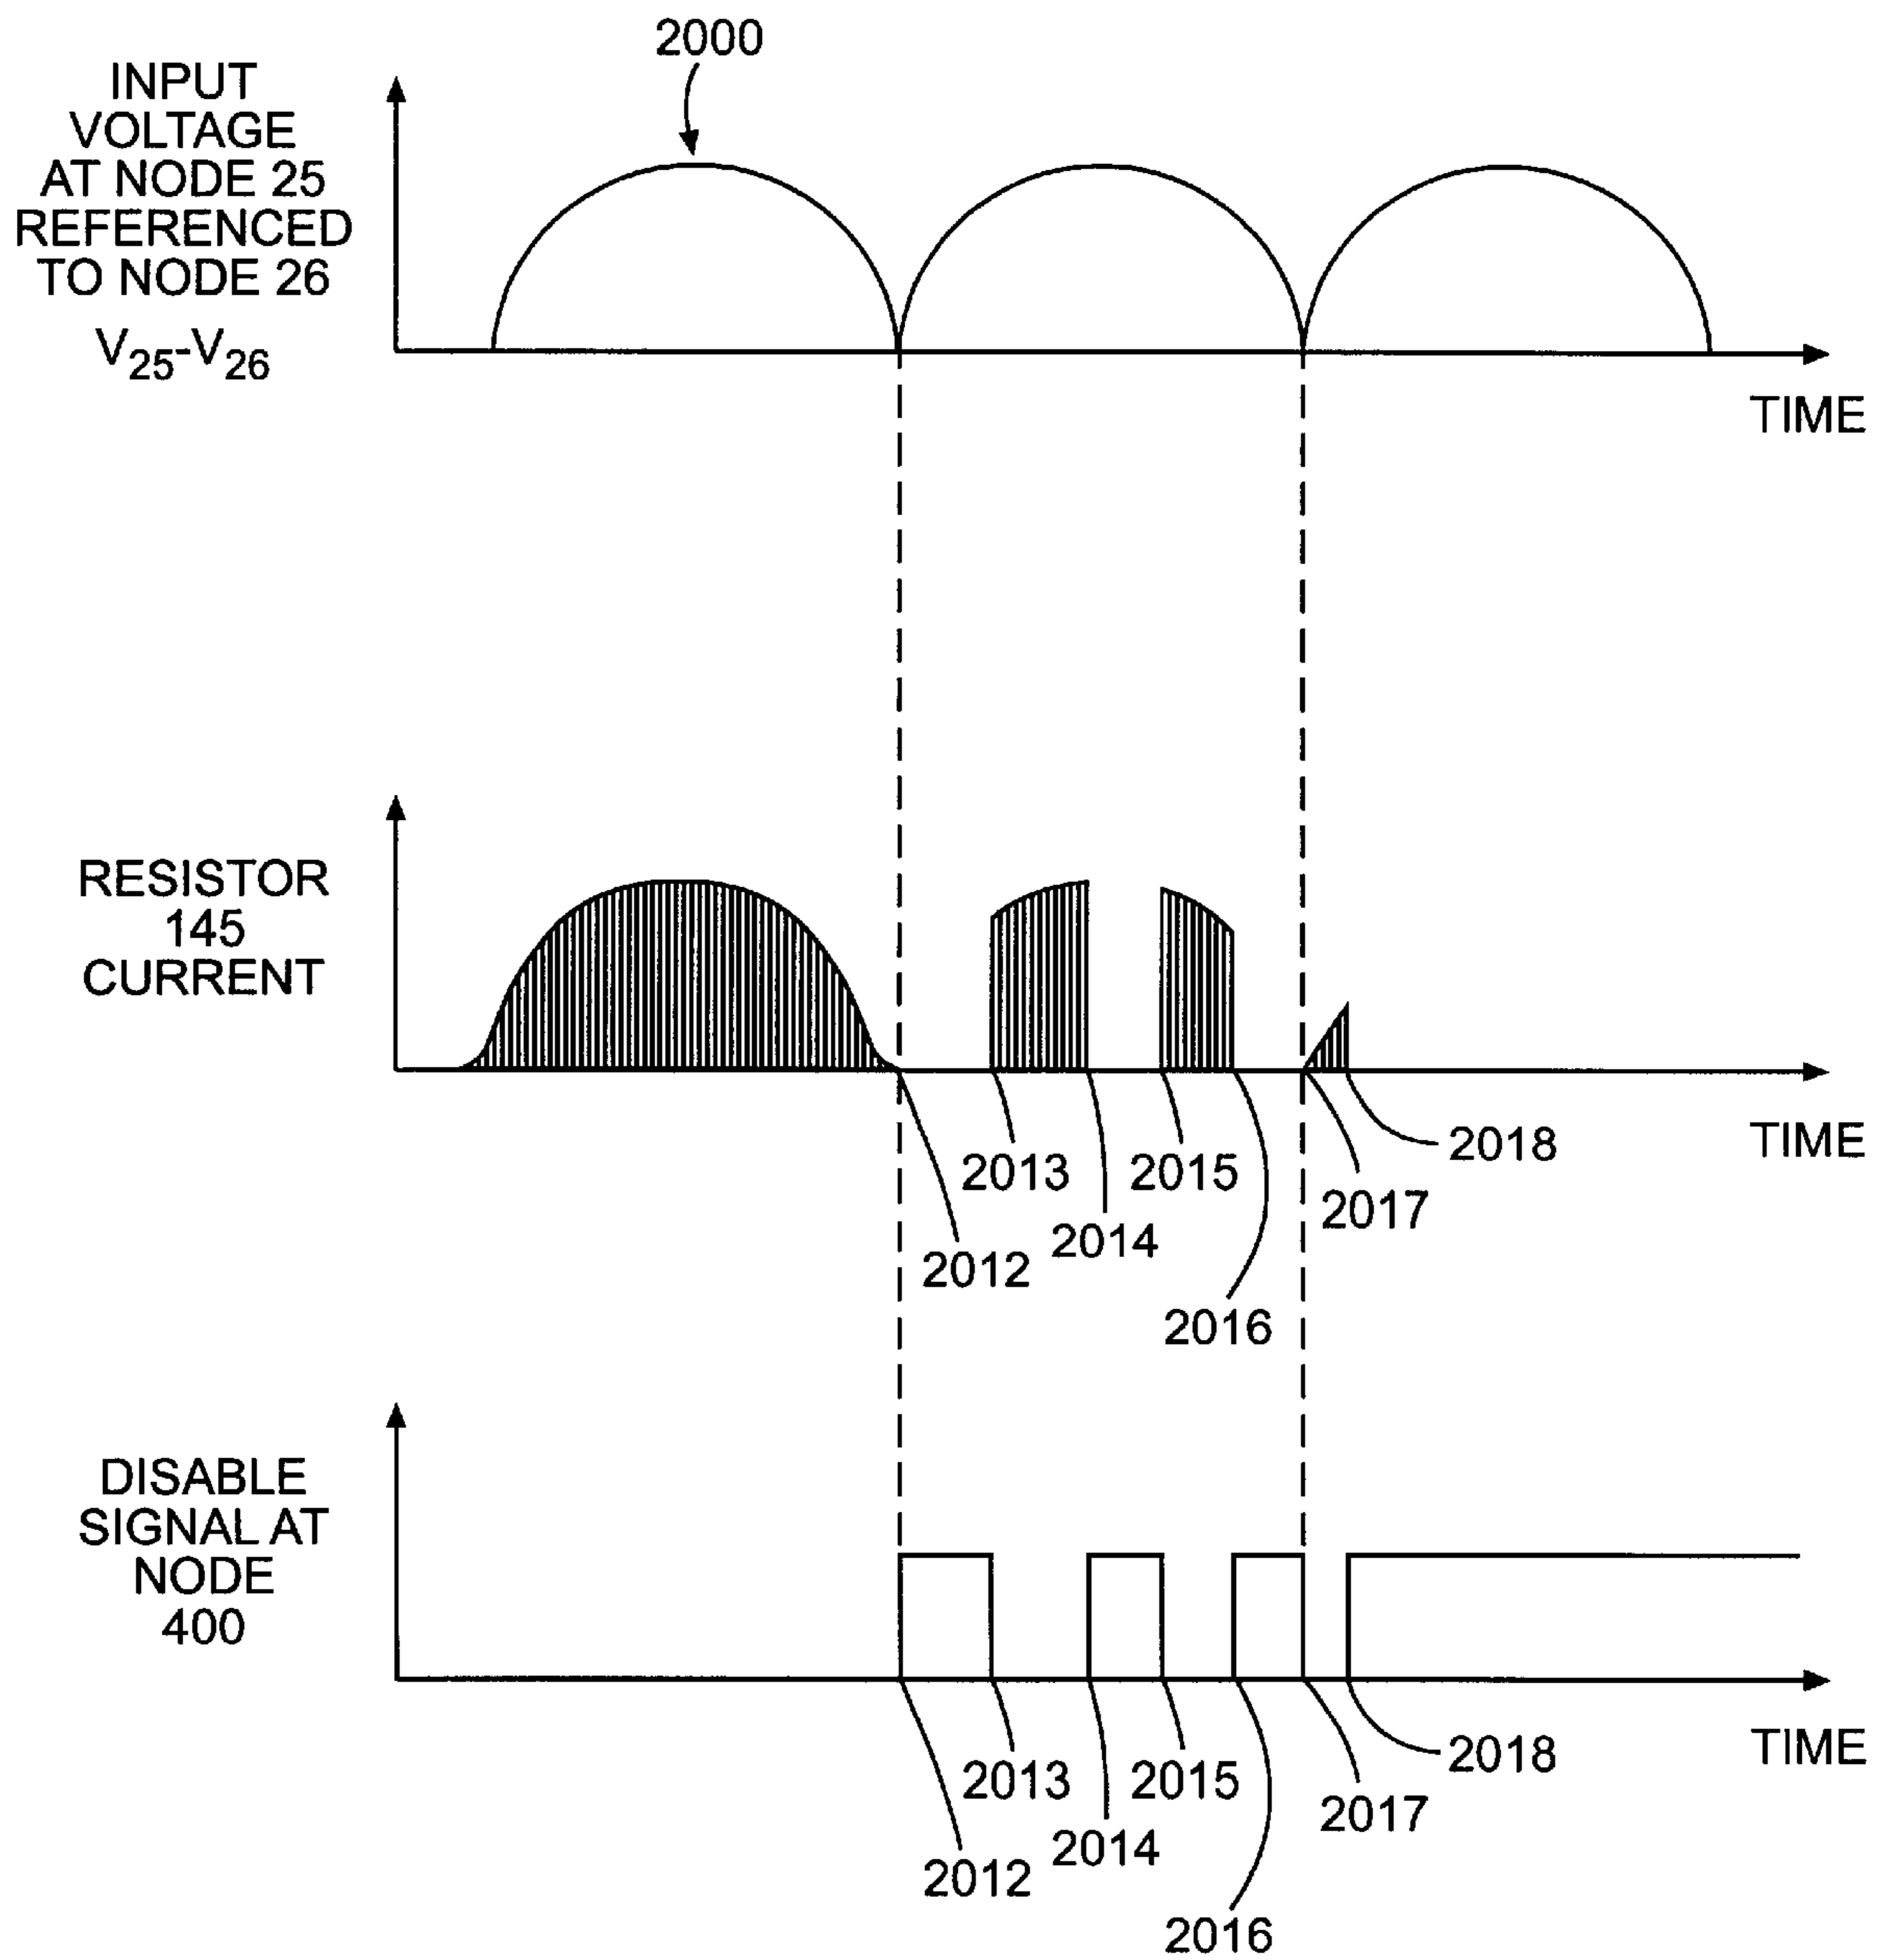 2000
INPUT
VOLTAGE
AT NODE 25
REFERENCED
TO NODE 26
V25-V26
TIME
RESISTOR
145
CURRENT
TIME
2013
2015
2018
2014
2017
2012
2016
DISABLE
SIGNAL AT
NODE
400
TIME
2013
2015
2018
2014
2017
2012
2016